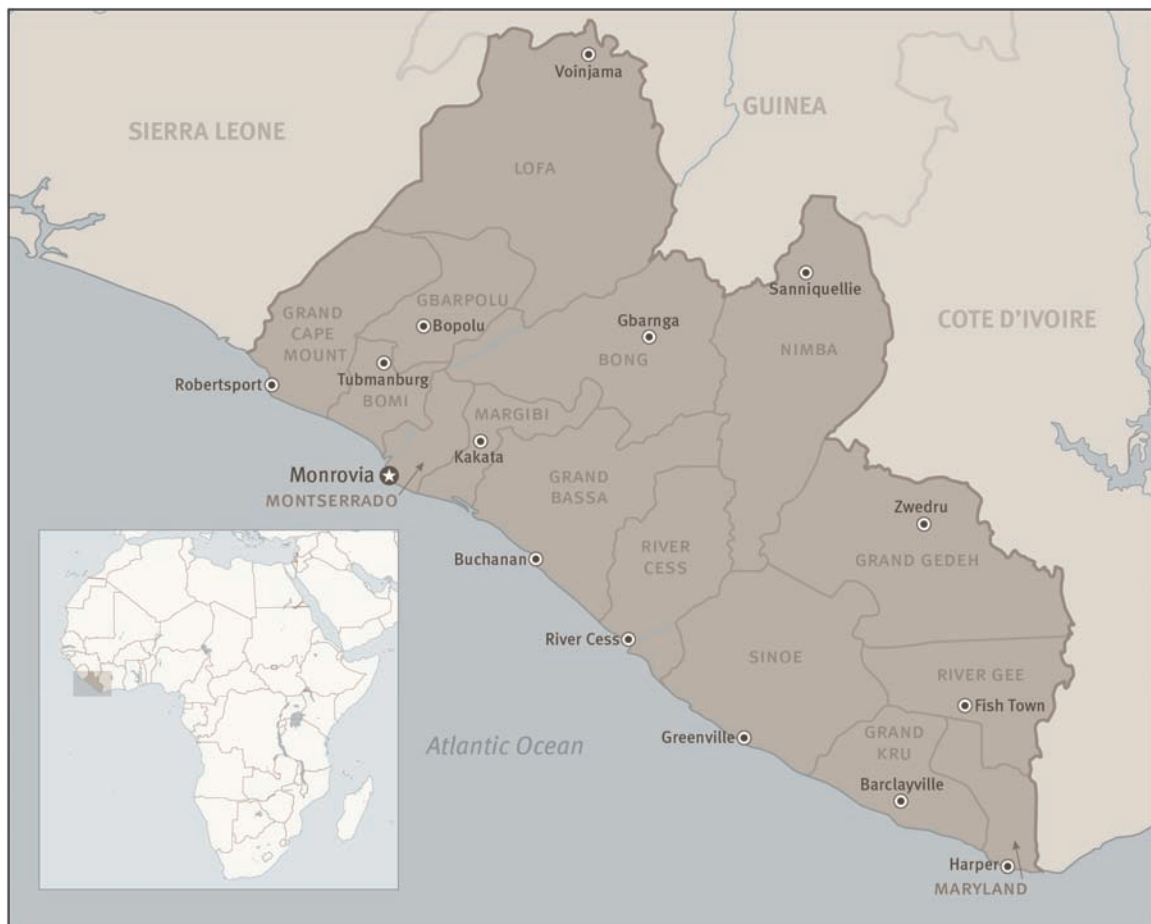 Voinjama
GUINEA
SIERRA LEONE
LOFA
Sanniquellie
GBARPOLU
GRAND
CAPE
MOUNT
Bopolu
Gbarnga
COTE D'IVOIRE
BONG
NIMBA
Robertsport
Tubmanburg
BOMI
MARGIBI
Kakata
Monrovia
MONTSERRADO
GRAND
BASSA
Zwedru
Buchanan
RIVER
CESS
GRAND GEDEH
River Cess
SINOE
RIVER GEE
Fish Town
Atlantic Ocean
Greenville
GRAND
KRU
Barclayville
Harper
MARYLAND